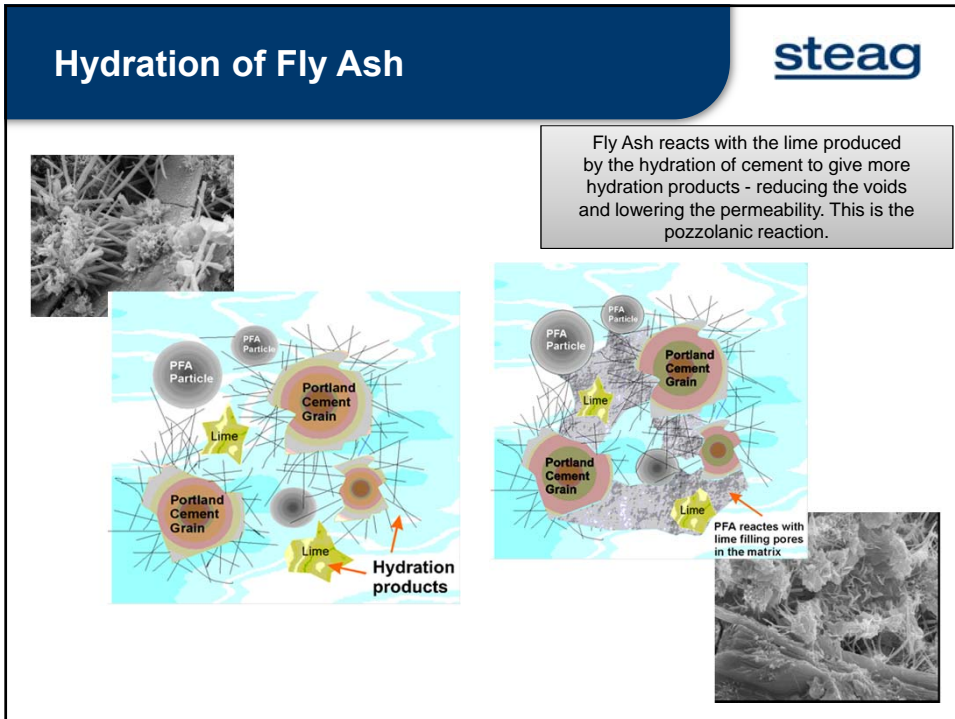 Hydration of Fly Ash
steag
Fly Ash reacts with the lime produced
by the hydration of cement to give more
hydration products - reducing the voids
and lowering the permeability. This is the
pozzolanic reaction.
PFA
Particle
PFA
Particle
Portland
Cement
Grain
Lime
Portland
Cement
Grain
Lime
Hydration
products
PFA
Particle
PFA
Particle
Portland
Cement
Grain
Lime
Portland
Cement
Grain
Lime
PFA reactes with
lime filling pores
in the matrix